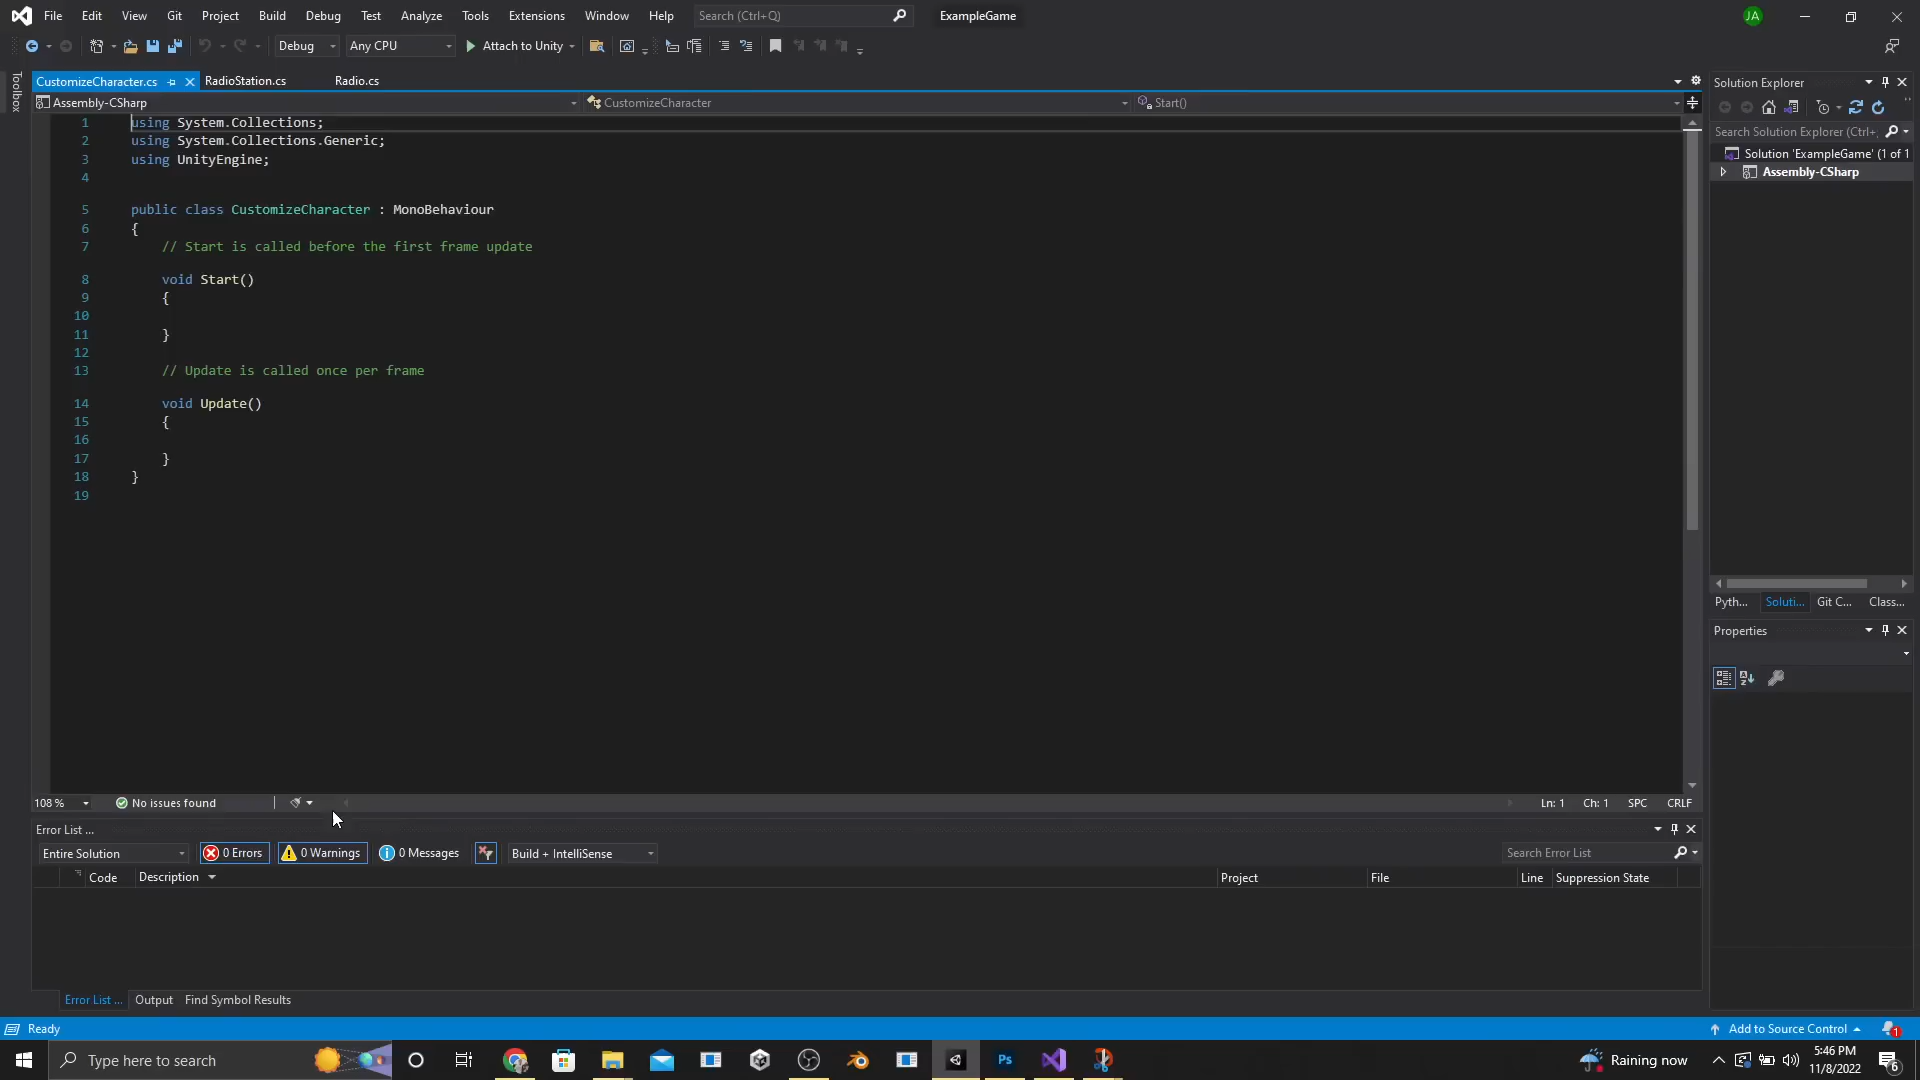 File Edit View Git Project Build Debug Test Analyze Tools Extensions Window Help Search (Ctrl+Q) ExampleGame JA
Debug Any CPU Attach to Unity
Toolbox
CustomizeCharacter.cs RadioStation.cs Radio.cs
Assembly-CSharp CustomizeCharacter Start()
1 using System.Collections;
2 using System.Collections.Generic;
3 using UnityEngine;
4
5 public class CustomizeCharacter : MonoBehaviour
6 {
7 // Start is called before the first frame update
8 void Start()
9 {
10
11 }
12
13 // Update is called once per frame
14 void Update()
15 {
16
17 }
18 }
19
108 % No issues found Ln: 1 Ch: 1 SPC CRLF
Solution Explorer
Search Solution Explorer (Ctrl+,
Solution 'ExampleGame' (1 of 1
Assembly-CSharp
Pyth... Soluti... Git C... Class...
Properties
Error List ...
Entire Solution 0 Errors 0 Warnings 0 Messages Build + IntelliSense Search Error List
Code Description Project File Line Suppression State
Error List ... Output Find Symbol Results
Ready Add to Source Control 1
Type here to search Ps Raining now 5:46 PM
11/8/2022 6